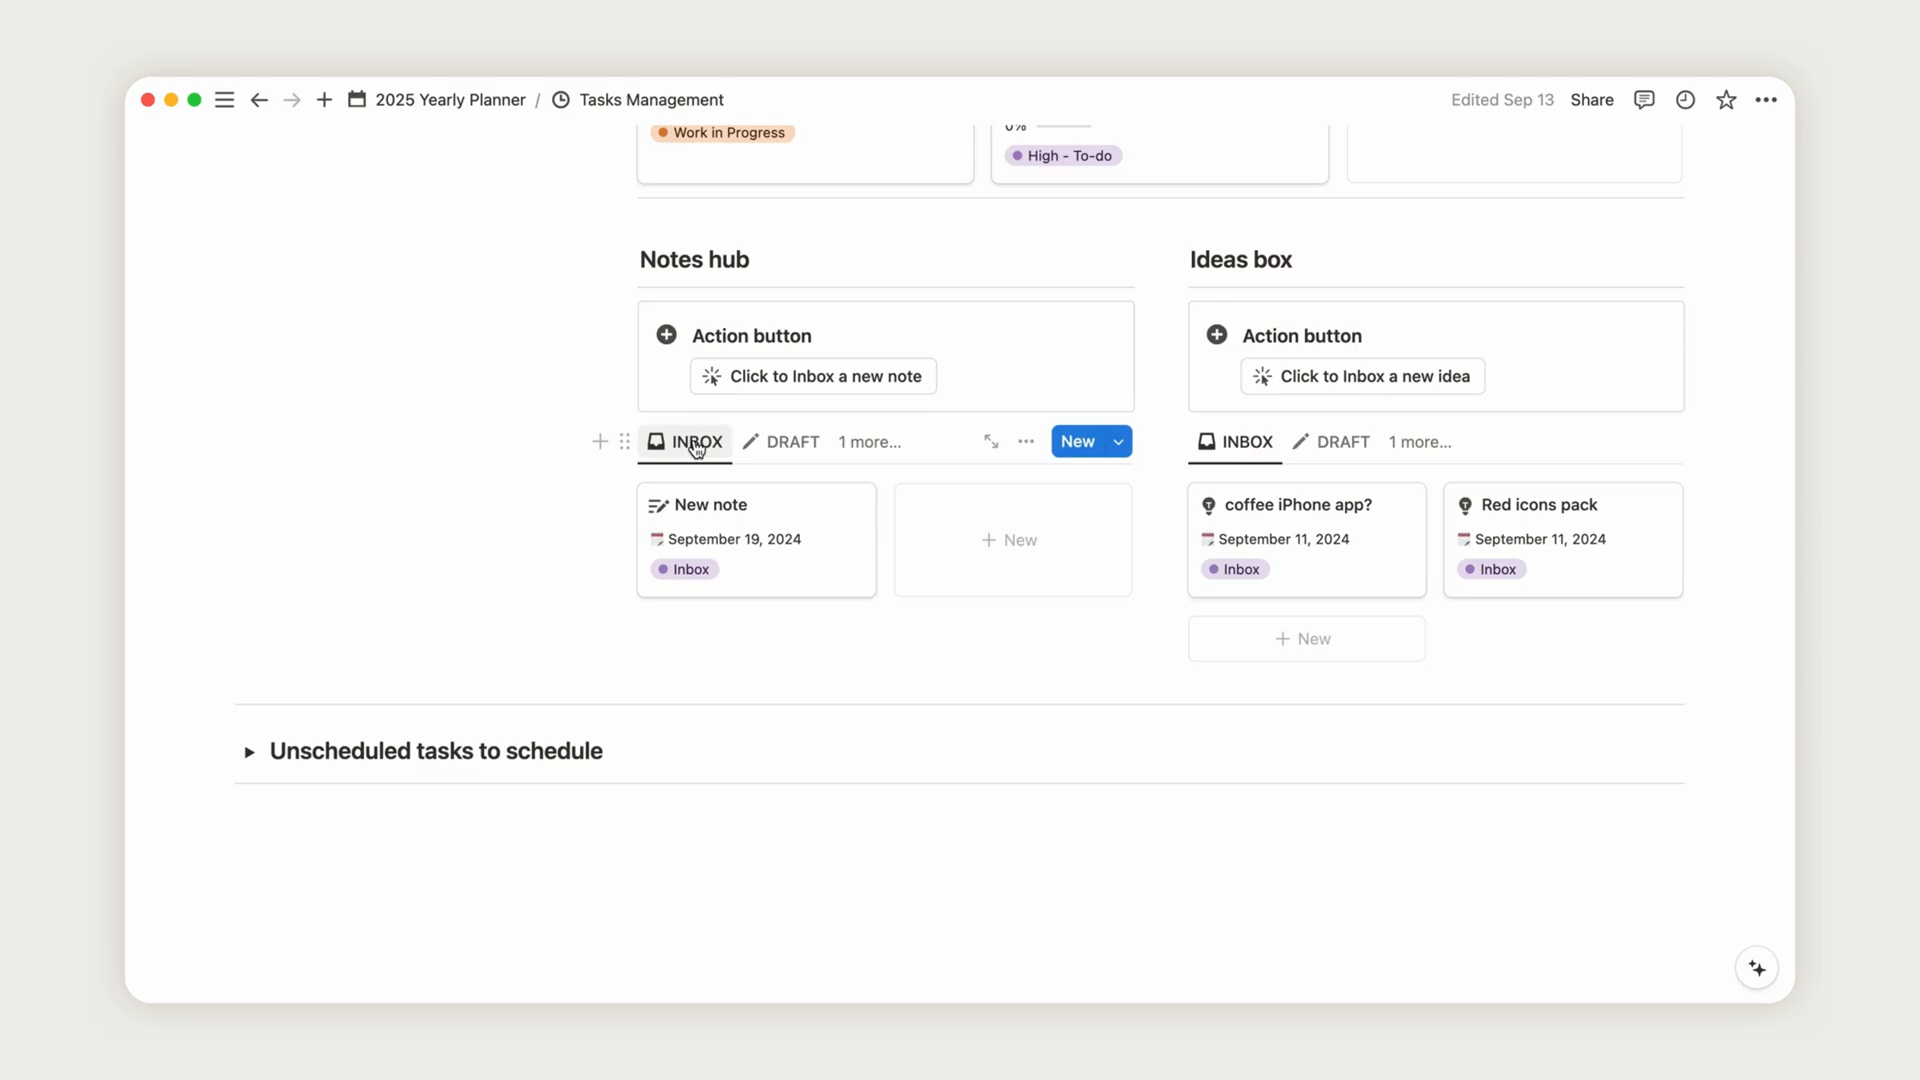 2025 Yearly Planner / Tasks Management
Edited Sep 13 Share
Work in Progress
0%
High - To-do
Notes hub
Action button
Click to Inbox a new note
INBOX DRAFT 1 more... New
New note
September 19, 2024
Inbox
+ New
Ideas box
Action button
Click to Inbox a new idea
INBOX DRAFT 1 more...
coffee iPhone app?
September 11, 2024
Inbox
Red icons pack
September 11, 2024
Inbox
+ New
Unscheduled tasks to schedule